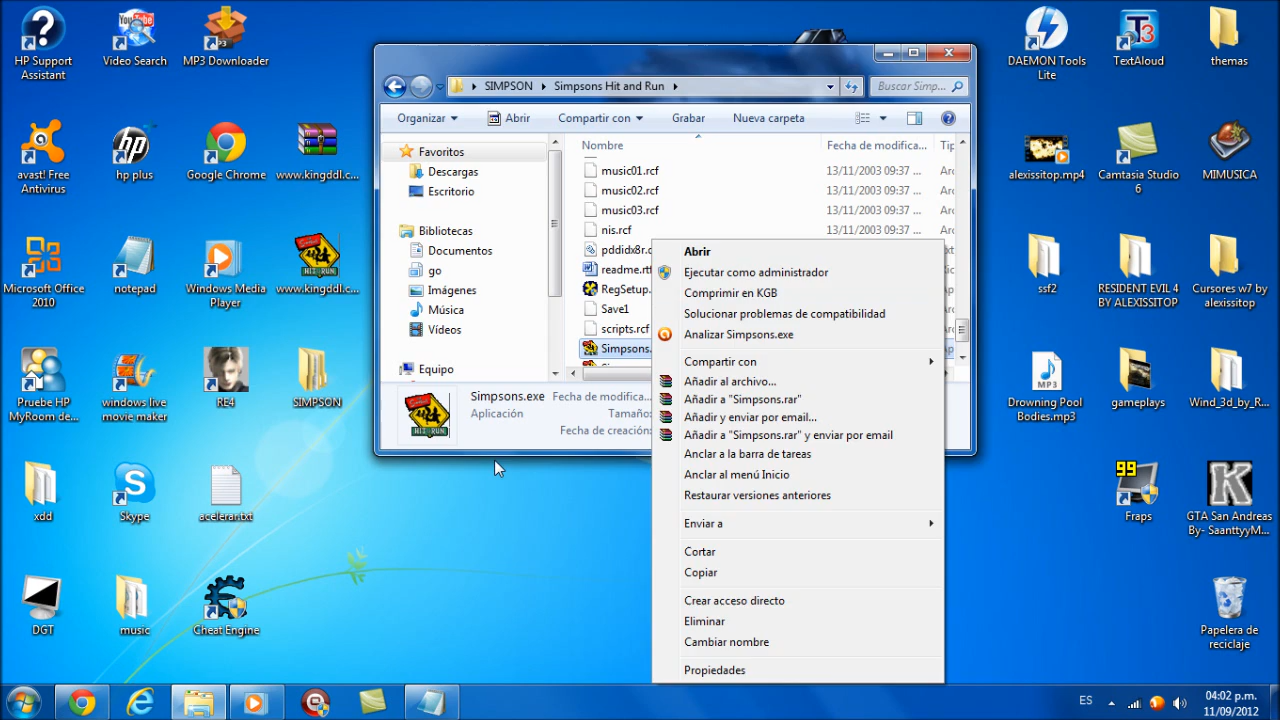 HP Support
Assistant
Video Search
MP3 Downloader
avast! Free
Antivirus
hp plus
Google Chrome
www.kingddl.c...
Microsoft Office
2010
notepad
Windows Media
Player
www.kingddl.c...
Pruebe HP
MyRoom de...
windows live
movie maker
RE4
SIMPSON
xdd
Skype
acelerar.txt
DGT
music
Cheat Engine
SIMPSON
Simpsons Hit and Run
Buscar Simp...
Organizar
Abrir
Compartir con
Grabar
Nueva carpeta
Favoritos
Descargas
Escritorio
Bibliotecas
Documentos
go
Imágenes
Música
Vídeos
Equipo
Nombre
Fecha de modifica...
Tip
music01.rcf
13/11/2003 09:37 ...
Arc
music02.rcf
13/11/2003 09:37 ...
Arc
music03.rcf
13/11/2003 09:37 ...
Arc
nis.rcf
13/11/2003 09:37 ...
Arc
pddidx8r.d
readme.rtf
RegSetup.
Save1
scripts.rcf
Simpsons.
Simpsons.exe
Aplicación
Fecha de modifica...
Tamaño:
Fecha de creación:
Abrir
Ejecutar como administrador
Comprimir en KGB
Solucionar problemas de compatibilidad
Analizar Simpsons.exe
Compartir con
Añadir al archivo...
Añadir a "Simpsons.rar"
Añadir y enviar por email...
Añadir a "Simpsons.rar" y enviar por email
Anclar a la barra de tareas
Anclar al menú Inicio
Restaurar versiones anteriores
Enviar a
Cortar
Copiar
Crear acceso directo
Eliminar
Cambiar nombre
Propiedades
DAEMON Tools
Lite
TextAloud
themas
alexissitop.mp4
Camtasia Studio
6
MIMUSICA
ssf2
RESIDENT EVIL 4
BY ALEXISSITOP
Cursores w7 by
alexissitop
Drowning Pool
Bodies.mp3
gameplays
Wind_3d_by_R...
99
Fraps
GTA San Andreas
By- SaanttyyM...
Papelera de
reciclaje
ES
04:02 p.m.
11/09/2012